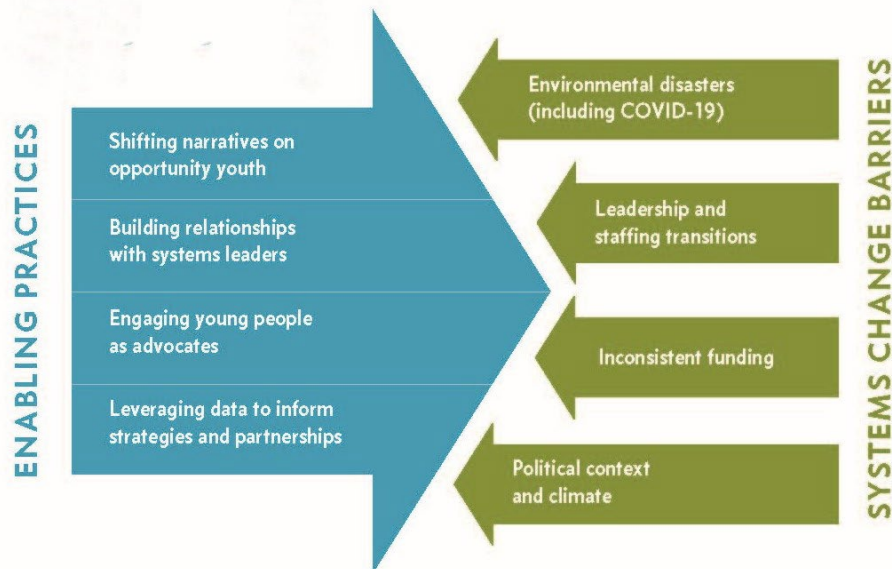 ENABLING PRACTICES
Shifting narratives on
opportunity youth
Building relationships
with systems leaders
Engaging young people
as advocates
Leveraging data to inform
strategies and partnerships
Environmental disasters
(including COVID-19)
Leadership and
staffing transitions
Inconsistent funding
Political context
and climate
SYSTEMS CHANGE BARRIERS